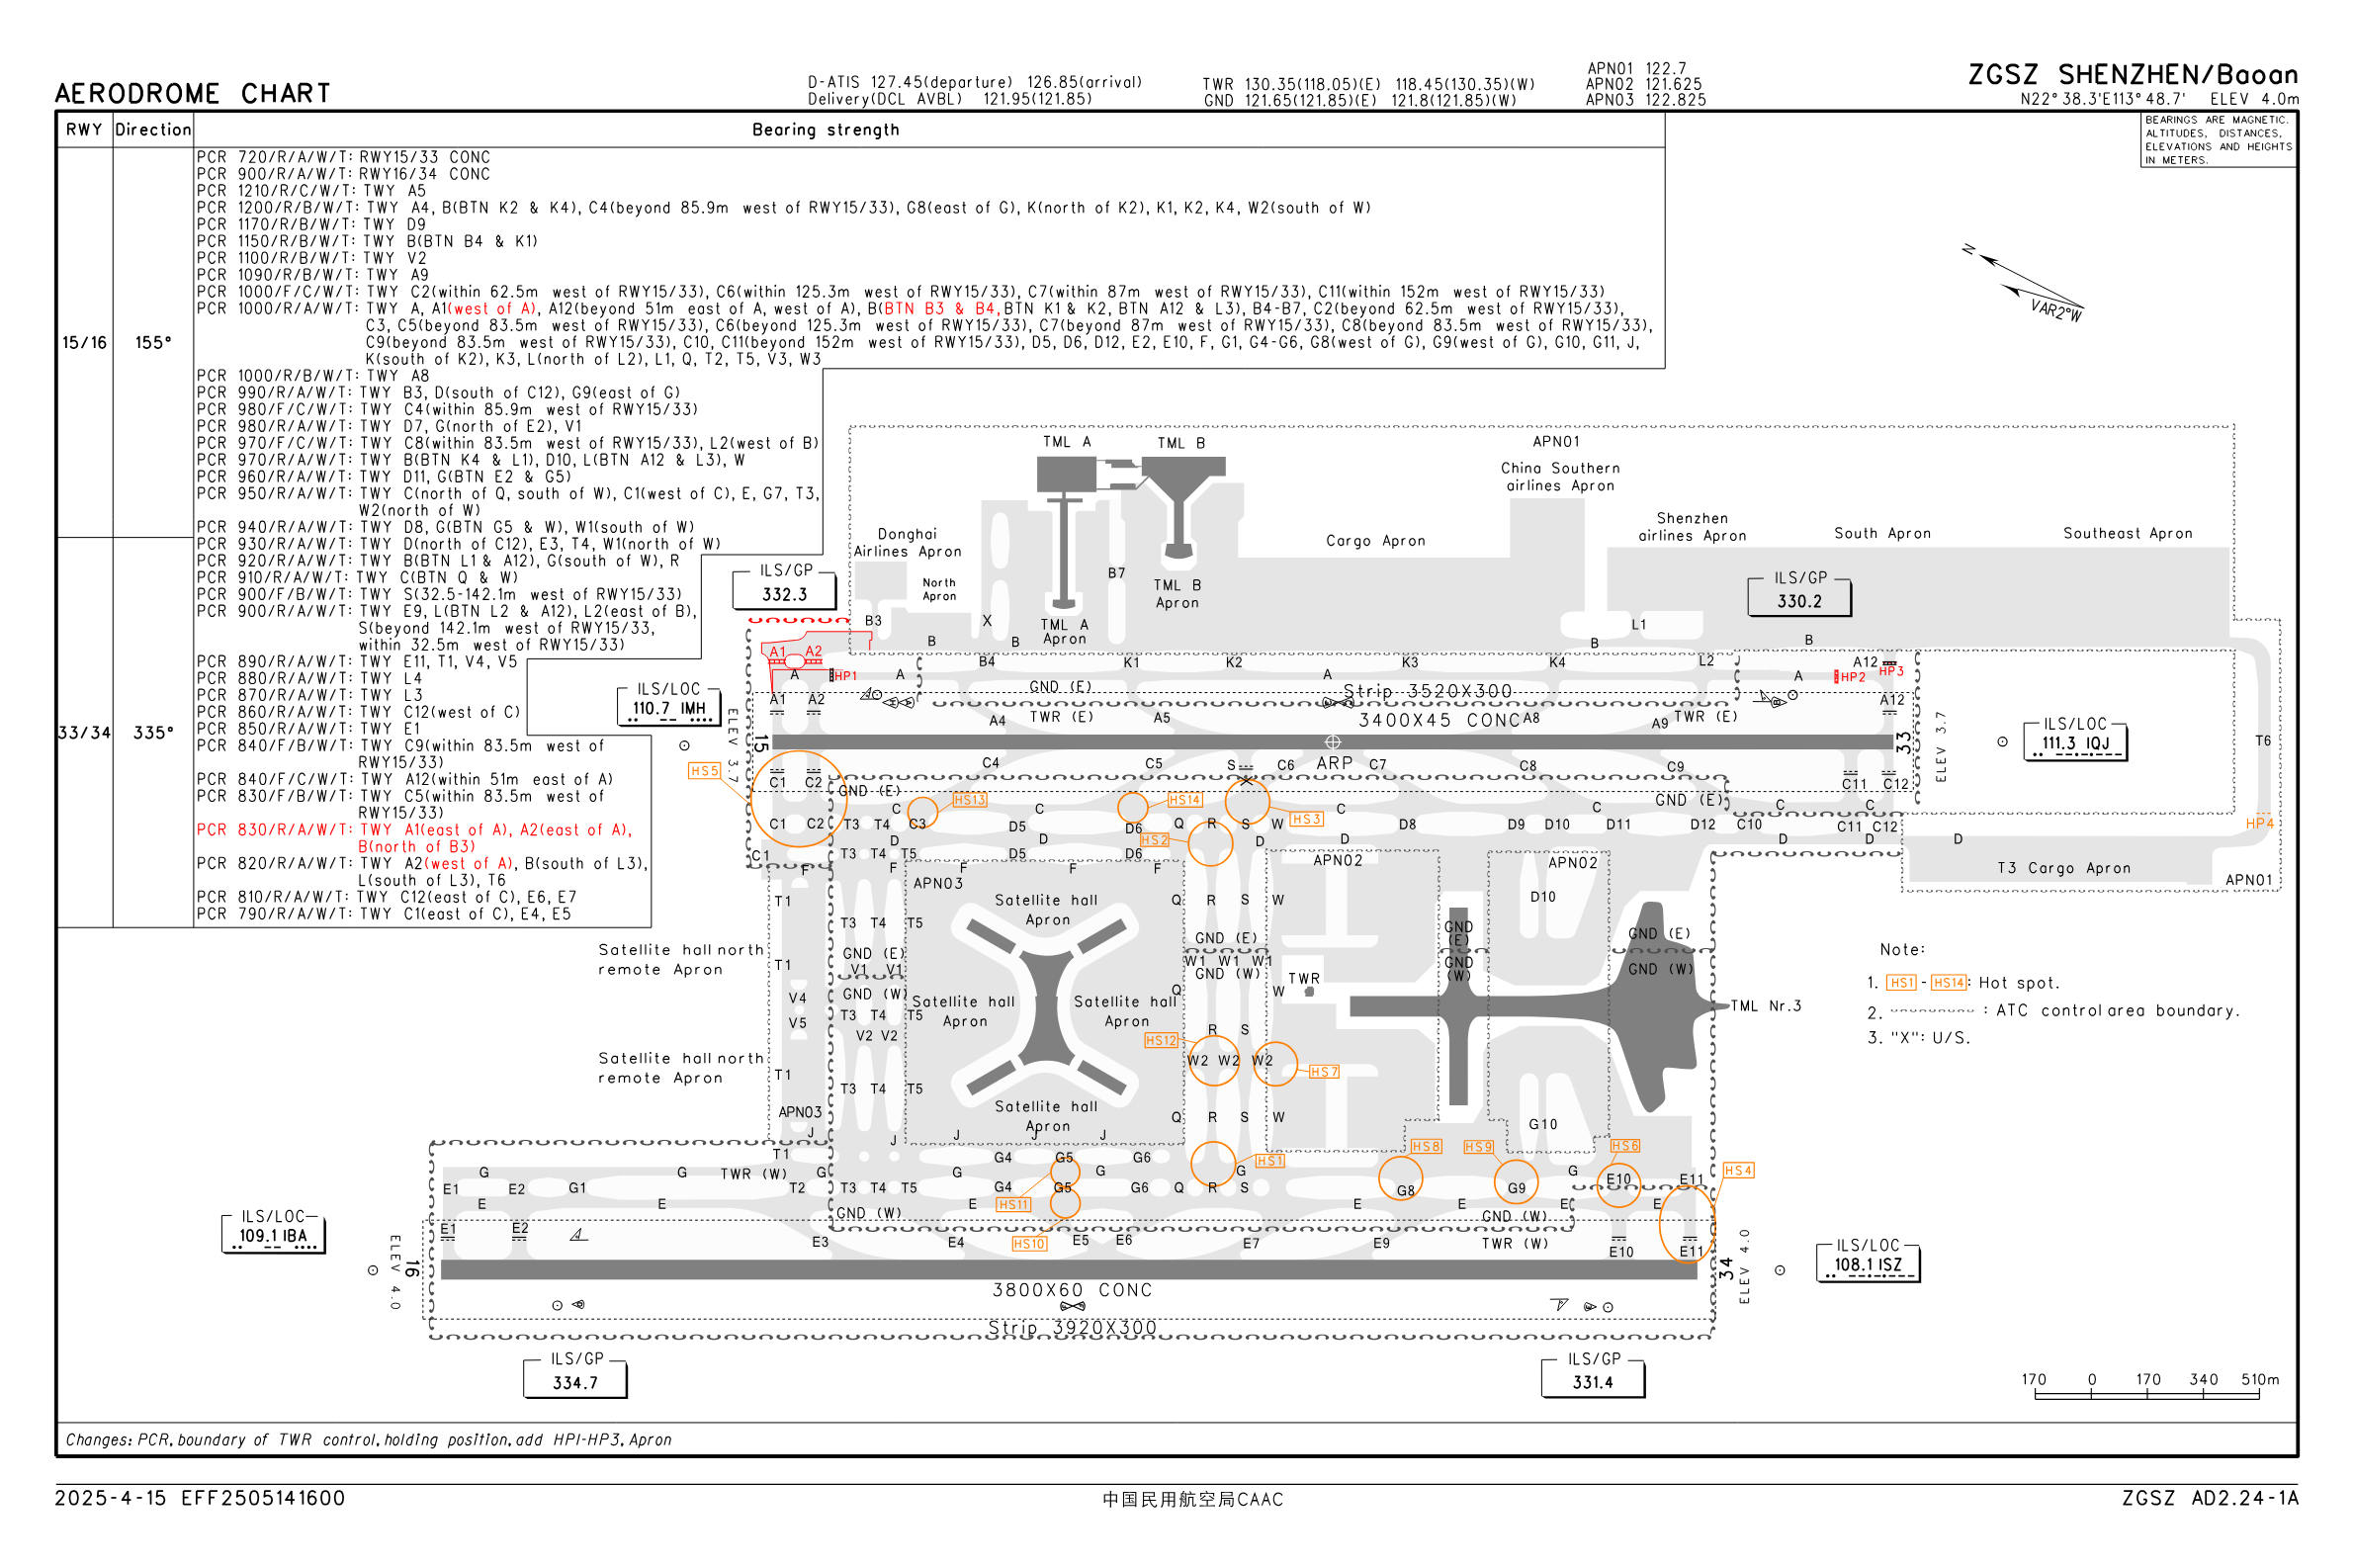 AERODROME CHART
D-ATIS 127.45(departure) 126.85(arrival)
Delivery(DCL AVBL) 121.95(121.85)
TWR 130.35(118.05)(E) 118.45(130.35)(W)
GND 121.65(121.85)(E) 121.8(121.85)(W)
APN01 122.7
APN02 121.625
APN03 122.825
ZGSZ SHENZHEN/Baoan
N22°38.3'E113°48.7' ELEV 4.0m
BEARINGS ARE MAGNETIC.
ALTITUDES, DISTANCES,
ELEVATIONS AND HEIGHTS
IN METERS.
RWY Direction Bearing strength
15/16 155°
33/34 335°
PCR 720/R/A/W/T: RWY15/33 CONC
PCR 900/R/A/W/T: RWY16/34 CONC
PCR 1210/R/C/W/T: TWY A5
PCR 1200/R/B/W/T: TWY A4, B(BTN K2 & K4), C4(beyond 85.9m west of RWY15/33), G8(east of G), K(north of K2), K1, K2, K4, W2(south of W)
PCR 1170/R/B/W/T: TWY D9
PCR 1150/R/B/W/T: TWY B(BTN B4 & K1)
PCR 1100/R/B/W/T: TWY V2
PCR 1090/R/B/W/T: TWY A9
PCR 1000/F/C/W/T: TWY C2(within 62.5m west of RWY15/33), C6(within 125.3m west of RWY15/33), C7(within 87m west of RWY15/33), C11(within 152m west of RWY15/33)
PCR 1000/R/A/W/T: TWY A, A1(west of A), A12(beyond 51m east of A, west of A), B(BTN B3 & B4,BTN K1 & K2, BTN A12 & L3), B4-B7, C2(beyond 62.5m west of RWY15/33),
C3, C5(beyond 83.5m west of RWY15/33), C6(beyond 125.3m west of RWY15/33), C7(beyond 87m west of RWY15/33), C8(beyond 83.5m west of RWY15/33),
C9(beyond 83.5m west of RWY15/33), C10, C11(beyond 152m west of RWY15/33), D5, D6, D12, E2, E10, F, G1, G4-G6, G8(west of G), G9(west of G), G10, G11, J,
K(south of K2), K3, L(north of L2), L1, Q, T2, T5, V3, W3
PCR 1000/R/B/W/T: TWY A8
PCR 990/R/A/W/T: TWY B3, D(south of C12), G9(east of G)
PCR 980/F/C/W/T: TWY C4(within 85.9m west of RWY15/33)
PCR 980/R/A/W/T: TWY D7, G(north of E2), V1
PCR 970/F/C/W/T: TWY C8(within 83.5m west of RWY15/33), L2(west of B)
PCR 970/R/A/W/T: TWY B(BTN K4 & L1), D10, L(BTN A12 & L3), W
PCR 960/R/A/W/T: TWY D11, G(BTN E2 & G5)
PCR 950/R/A/W/T: TWY C(north of Q, south of W), C1(west of C), E, G7, T3,
W2(north of W)
PCR 940/R/A/W/T: TWY D8, G(BTN G5 & W), W1(south of W)
PCR 930/R/A/W/T: TWY D(north of C12), E3, T4, W1(north of W)
PCR 920/R/A/W/T: TWY B(BTN L1 & A12), G(south of W), R
PCR 910/R/A/W/T: TWY C(BTN Q & W)
PCR 900/F/B/W/T: TWY S(32.5-142.1m west of RWY15/33)
PCR 900/R/A/W/T: TWY E9, L(BTN L2 & A12), L2(east of B),
S(beyond 142.1m west of RWY15/33,
within 32.5m west of RWY15/33)
PCR 890/R/A/W/T: TWY E11, T1, V4, V5
PCR 880/R/A/W/T: TWY L4
PCR 870/R/A/W/T: TWY L3
PCR 860/R/A/W/T: TWY C12(west of C)
PCR 850/R/A/W/T: TWY E1
PCR 840/F/B/W/T: TWY C9(within 83.5m west of
RWY15/33)
PCR 840/F/C/W/T: TWY A12(within 51m east of A)
PCR 830/F/B/W/T: TWY C5(within 83.5m west of
RWY15/33)
PCR 830/R/A/W/T: TWY A1(east of A), A2(east of A),
B(north of B3)
PCR 820/R/A/W/T: TWY A2(west of A), B(south of L3),
L(south of L3), T6
PCR 810/R/A/W/T: TWY C12(east of C), E6, E7
PCR 790/R/A/W/T: TWY C1(east of C), E4, E5
N
VAR2°W
TML A TML B APN01
China Southern
airlines Apron
Donghai
Airlines Apron
Cargo Apron
Shenzhen
airlines Apron
South Apron
Southeast Apron
B7
North
Apron
TML B
Apron
TML A
Apron
ILS/GP
332.3
ILS/GP
330.2
B3 X L1
B B B B
A1 A2 B4 K1 K2 K3 K4 L2 A12
A HP1 A A A HP2 HP3
ILS/LOC
110.7 IMH
A1 A2 GND (E) Strip 3520X300 A12
A4 TWR (E) A5 3400X45 CONC A8 A9 TWR (E)
ELEV 3.7
15
33
ELEV 3.7
ILS/LOC
111.3 IQJ
T6
C4 C5 S C6 ARP C7 C8 C9
HS5 C1 C2 GND (E) HS13 HS14 GND (E) C11 C12
C C C C C C
C1 C2 T3 T4 C3 D5 D6 Q R S W HS3 D8 D9 D10 D11 D12 C10 C11 C12 HP4
D D HS2 D D D D D
C1 T3 T4 T5 D5 D6 APN02 APN02
F F F F F T3 Cargo Apron APN01
APN03
T1 Satellite hall
Apron
Q R S W D10
T3 T4 T5
GND (E) GND (E) GND (E)
Satellite hall north
remote Apron
T1 V1 V1 W1 W1 W1
GND (W) GND (W) GND (W) GND (W)
V4 V5
Satellite hall
Apron
Satellite hall
Apron
Q W TWR
T3 T4 T5 TML Nr.3
V2 V2 R S
HS12 W2 W2 W2 HS7
Satellite hall north
remote Apron
T1 T3 T4 T5
Satellite hall
Apron
APN03 Q R S W G10
J J J J J
T1 G4 G5 G6 HS1 HS8 HS9 HS6
G G TWR (W) G G G G G E10 E11 HS4
E1 E2 G1 T2 T3 T4 T5 G4 G5 G6 Q R S G8 G9
E E E HS11 E E E E
E1 E2 GND (W) GND (W)
E3 E4 HS10 E5 E6 E7 E9 TWR (W) E10 E11
ILS/LOC
109.1 IBA
ELEV 4.0
16
34
ELEV 4.0
ILS/LOC
108.1 ISZ
3800X60 CONC
Strip 3920X300
ILS/GP
334.7
ILS/GP
331.4
Note:
1. HS1 - HS14: Hot spot.
2. : ATC control area boundary.
3. "X": U/S.
170 0 170 340 510m
Changes: PCR, boundary of TWR control, holding position, add HP1-HP3, Apron
2025-4-15 EFF2505141600
中国民用航空局CAAC
ZGSZ AD2.24-1A